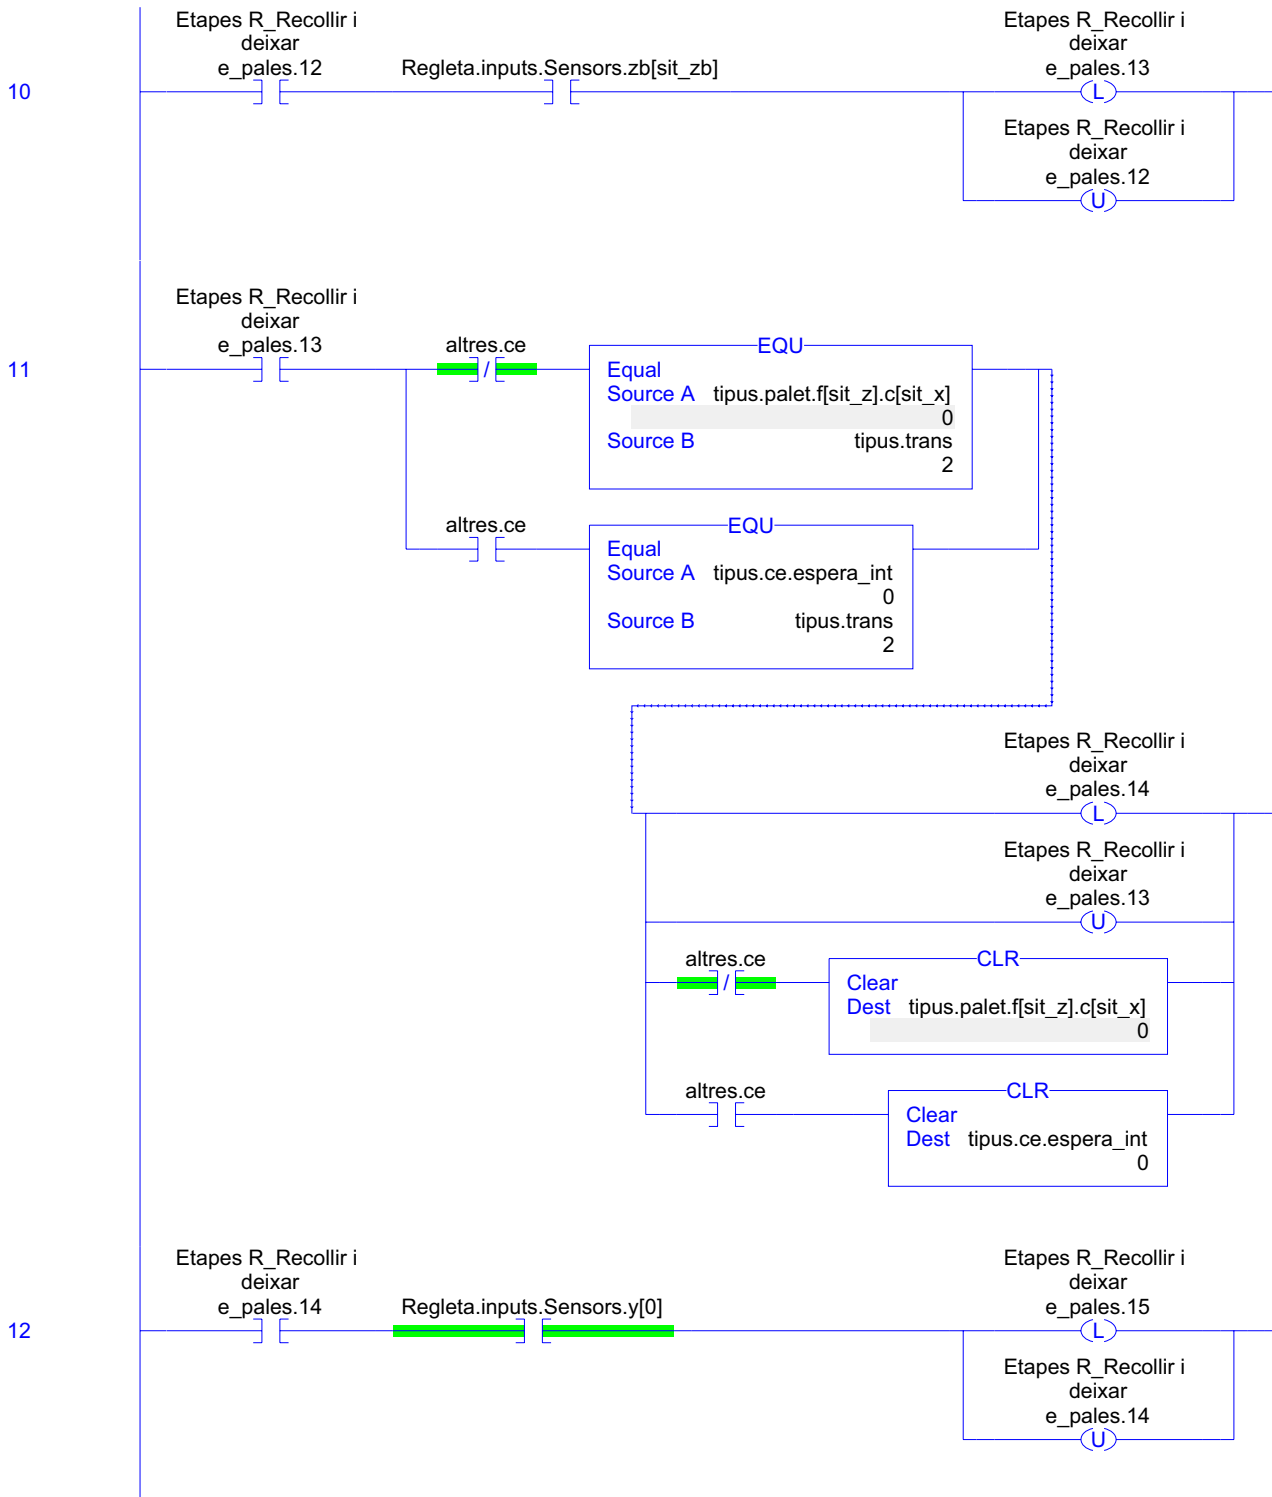 Etapes R_Recollir i
deixar
e_pales.12
Regleta.inputs.Sensors.zb[sit_zb]
Etapes R_Recollir i
deixar
e_pales.13
10
L
Etapes R_Recollir i
deixar
e_pales.12
U
Etapes R_Recollir i
deixar
e_pales.13
altres.ce
11
/
EQU
Equal
Source A tipus.palet.f[sit_z].c[sit_x]
0
Source B tipus.trans
2
altres.ce
EQU
Equal
Source A tipus.ce.espera_int
0
Source B tipus.trans
2
Etapes R_Recollir i
deixar
e_pales.14
L
Etapes R_Recollir i
deixar
e_pales.13
U
altres.ce
/
CLR
Clear
Dest tipus.palet.f[sit_z].c[sit_x]
0
altres.ce
CLR
Clear
Dest tipus.ce.espera_int
0
Etapes R_Recollir i
deixar
e_pales.14
Regleta.inputs.Sensors.y[0]
Etapes R_Recollir i
deixar
e_pales.15
12
L
Etapes R_Recollir i
deixar
e_pales.14
U